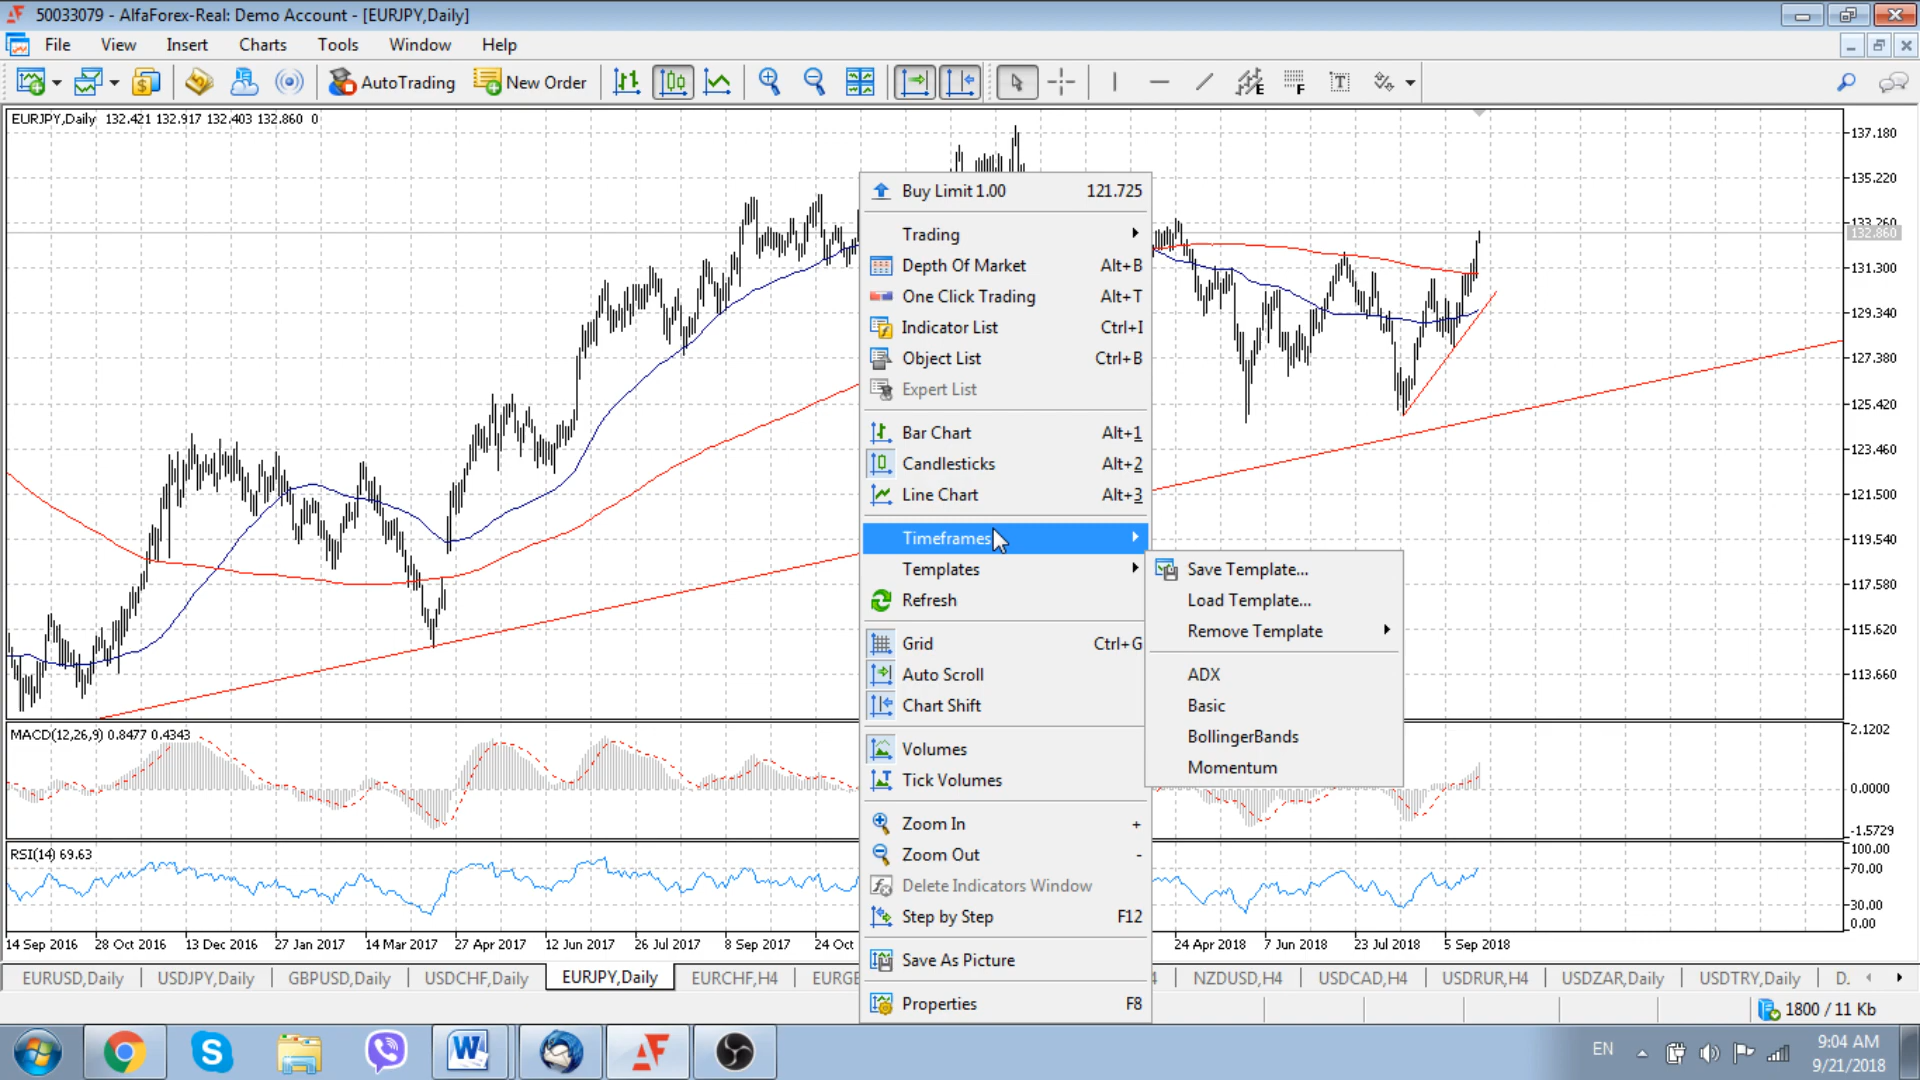 50033079 - AlfaForex-Real: Demo Account - [EURJPY,Daily]
File View Insert Charts Tools Window Help
AutoTrading New Order
E F T
EURJPY,Daily 132.421 132.917 132.403 132.860 0
137.180
135.220
133.260
132.860
131.300
129.340
127.380
125.420
123.460
121.500
119.540
117.580
115.620
113.660
Buy Limit 1.00 121.725
Trading
Depth Of Market Alt+B
One Click Trading Alt+T
Indicator List Ctrl+I
Object List Ctrl+B
Expert List
Bar Chart Alt+1
Candlesticks Alt+2
Line Chart Alt+3
Timeframes
Templates
Refresh
Grid Ctrl+G
Auto Scroll
Chart Shift
Volumes
Tick Volumes
Zoom In +
Zoom Out -
Delete Indicators Window
Step by Step F12
Save As Picture
Properties F8
Save Template...
Load Template...
Remove Template
ADX
Basic
BollingerBands
Momentum
MACD(12,26,9) 0.8477 0.4343
2.1202
0.0000
-1.5729
RSI(14) 69.63
100.00
70.00
30.00
0.00
14 Sep 2016 28 Oct 2016 13 Dec 2016 27 Jan 2017 14 Mar 2017 27 Apr 2017 12 Jun 2017 26 Jul 2017 8 Sep 2017 24 Oct 24 Apr 2018 7 Jun 2018 23 Jul 2018 5 Sep 2018
EURUSD,Daily USDJPY,Daily GBPUSD,Daily USDCHF,Daily EURJPY,Daily EURCHF,H4 EURGE NZDUSD,H4 USDCAD,H4 USDRUR,H4 USDZAR,Daily USDTRY,Daily D.
1800 / 11 Kb
EN
9:04 AM
9/21/2018